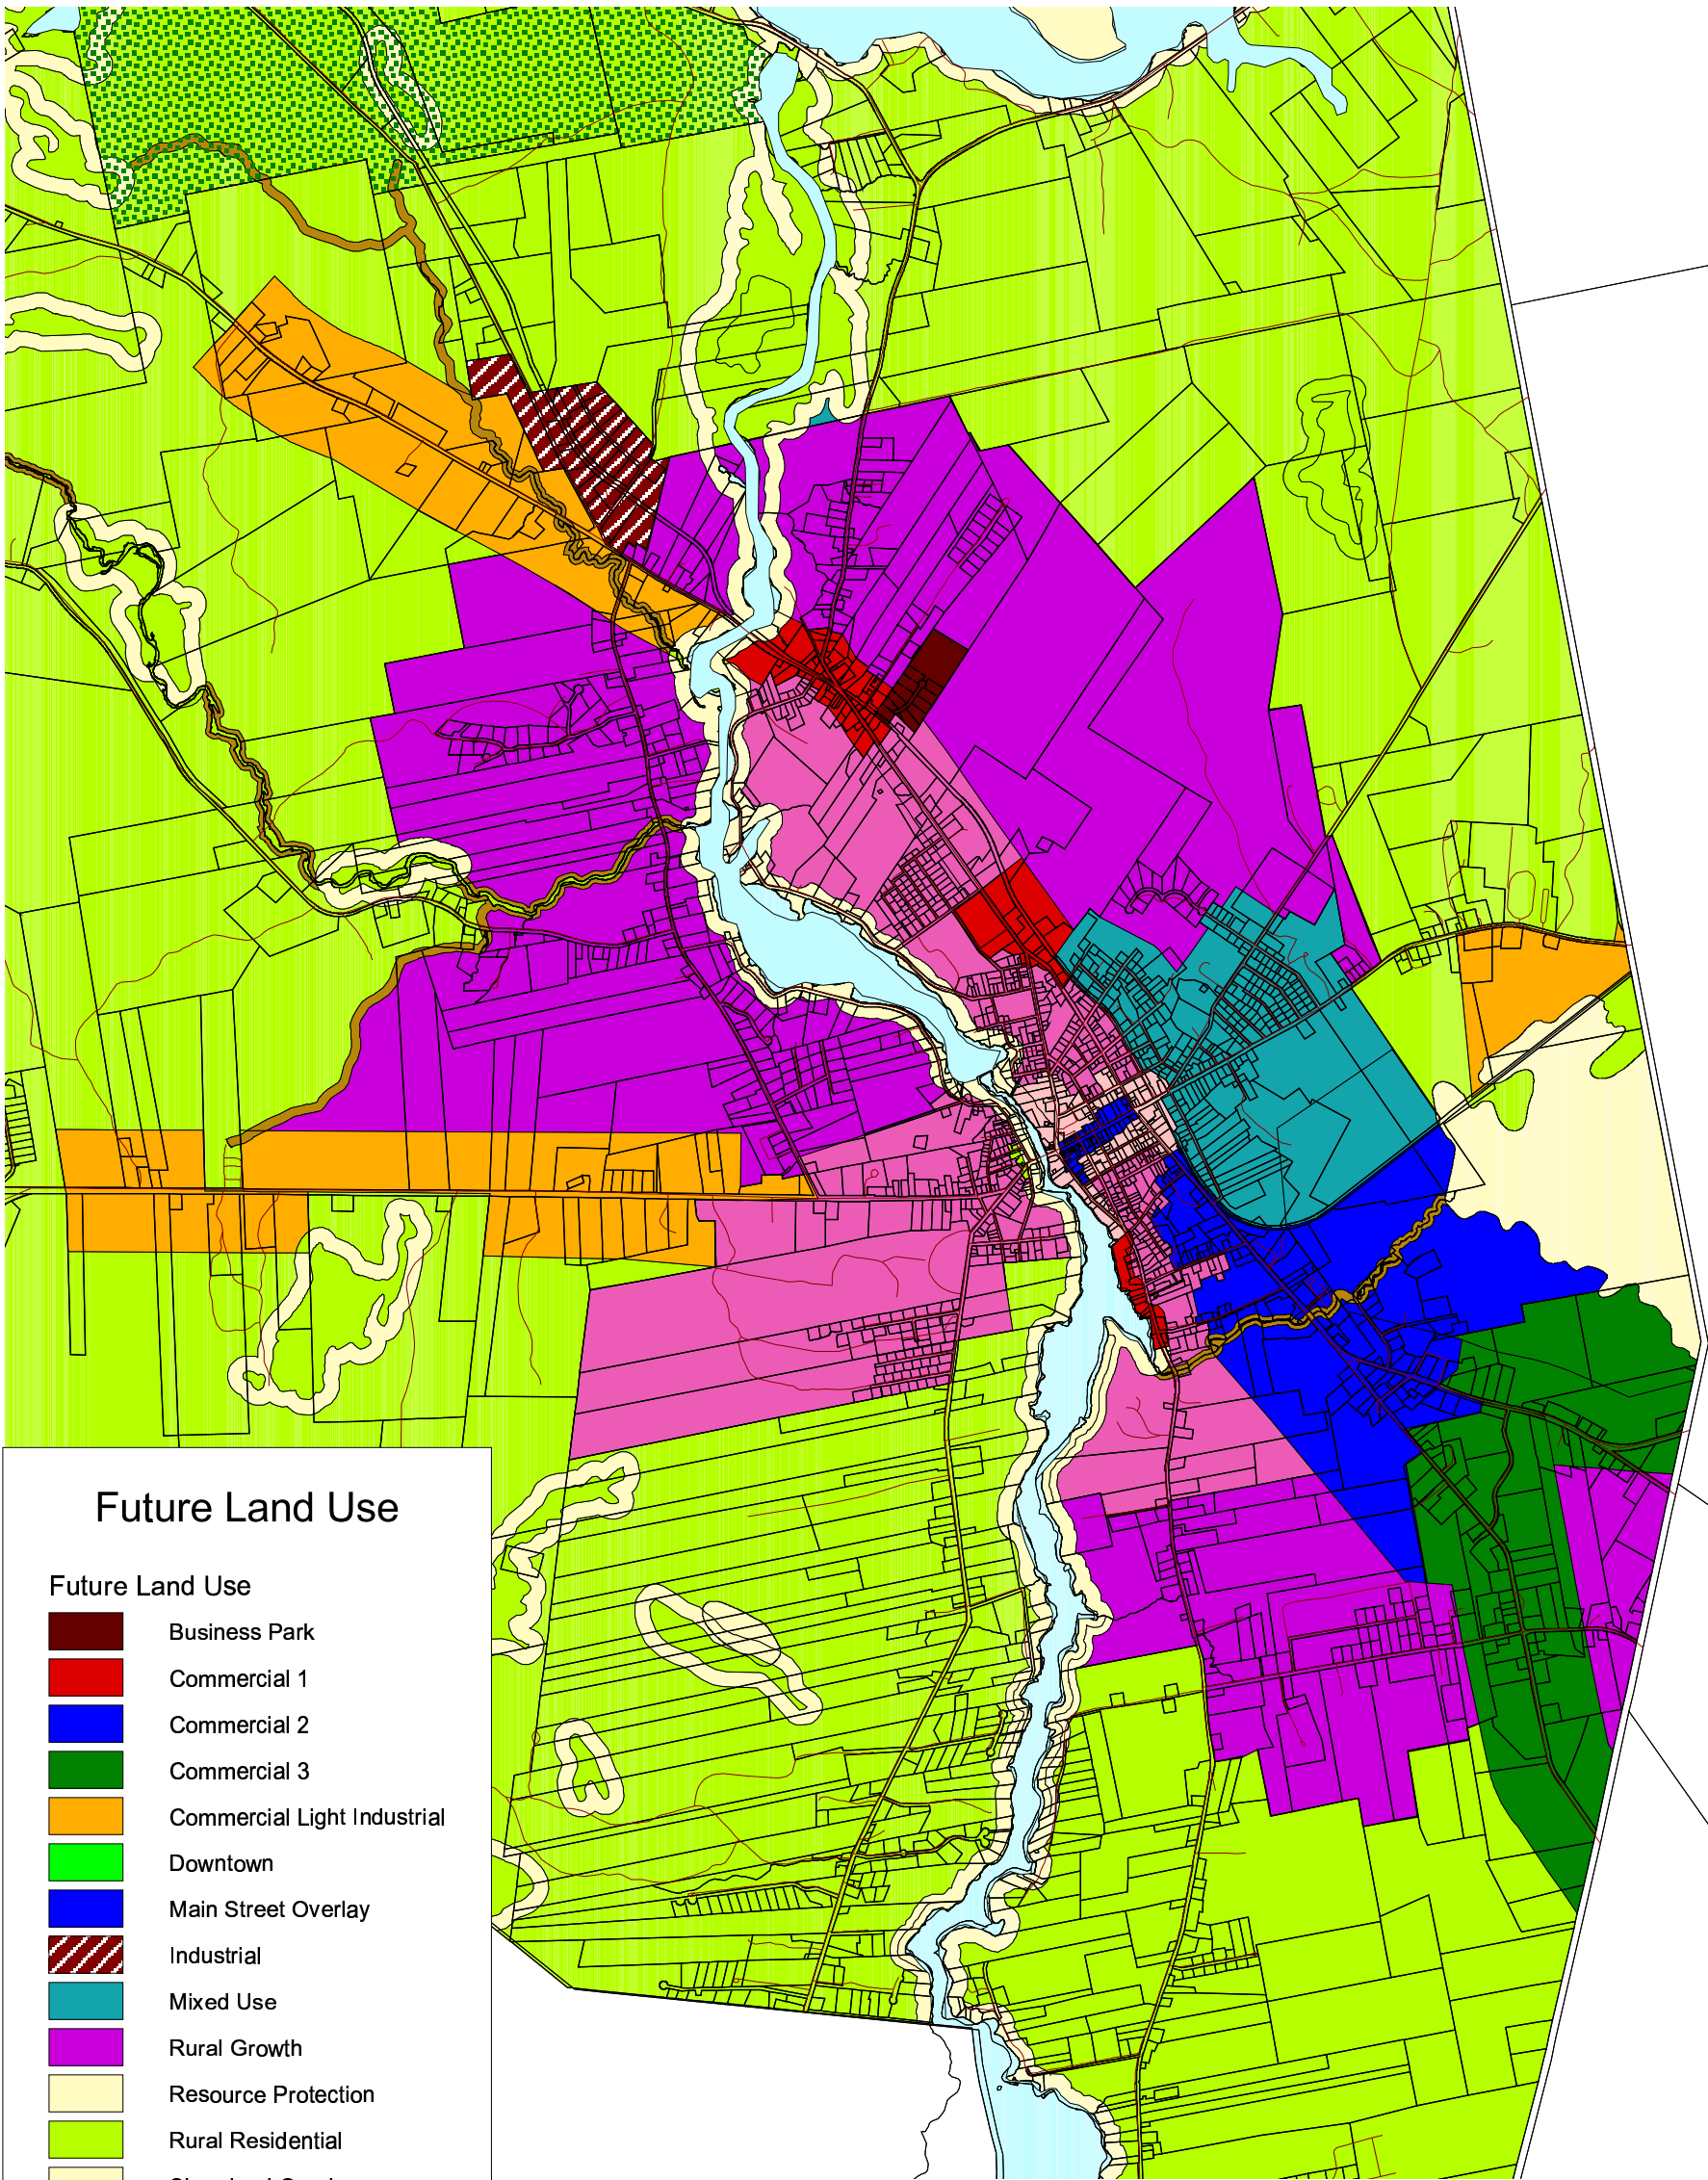 Future Land Use
Future Land Use
Business Park
Commercial 1
Commercial 2
Commercial 3
Commercial Light Industrial
Downtown
Main Street Overlay
Industrial
Mixed Use
Rural Growth
Resource Protection
Rural Residential